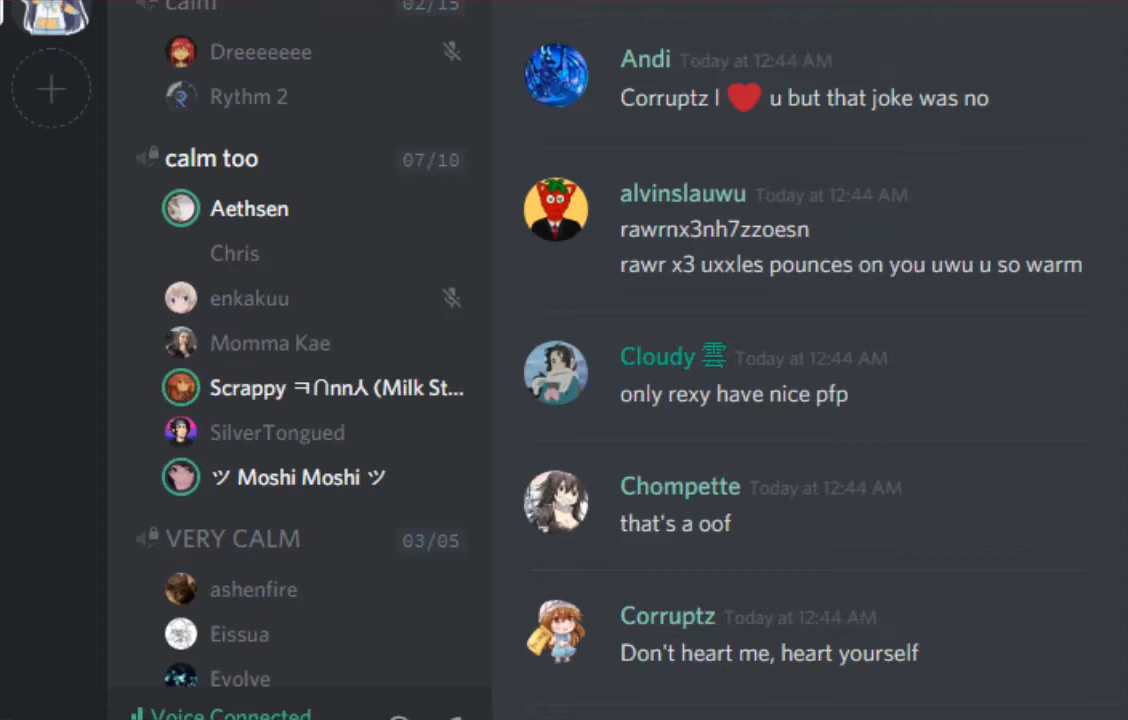 calm
02/15
Dreeeeeee
Rythm 2
calm too
07/10
Aethsen
Chris
enkakuu
Momma Kae
Scrappy ㅋ∩nn人 (Milk St...
SilverTongued
ツ Moshi Moshi ツ
VERY CALM
03/05
ashenfire
Eissua
Evolve
Voice Connected
Andi Today at 12:44 AM
Corruptz I ❤ u but that joke was no
alvinslauwu Today at 12:44 AM
rawrnx3nh7zzoesn
rawr x3 uxxles pounces on you uwu u so warm
Cloudy 雲 Today at 12:44 AM
only rexy have nice pfp
Chompette Today at 12:44 AM
that's a oof
Corruptz Today at 12:44 AM
Don't heart me, heart yourself